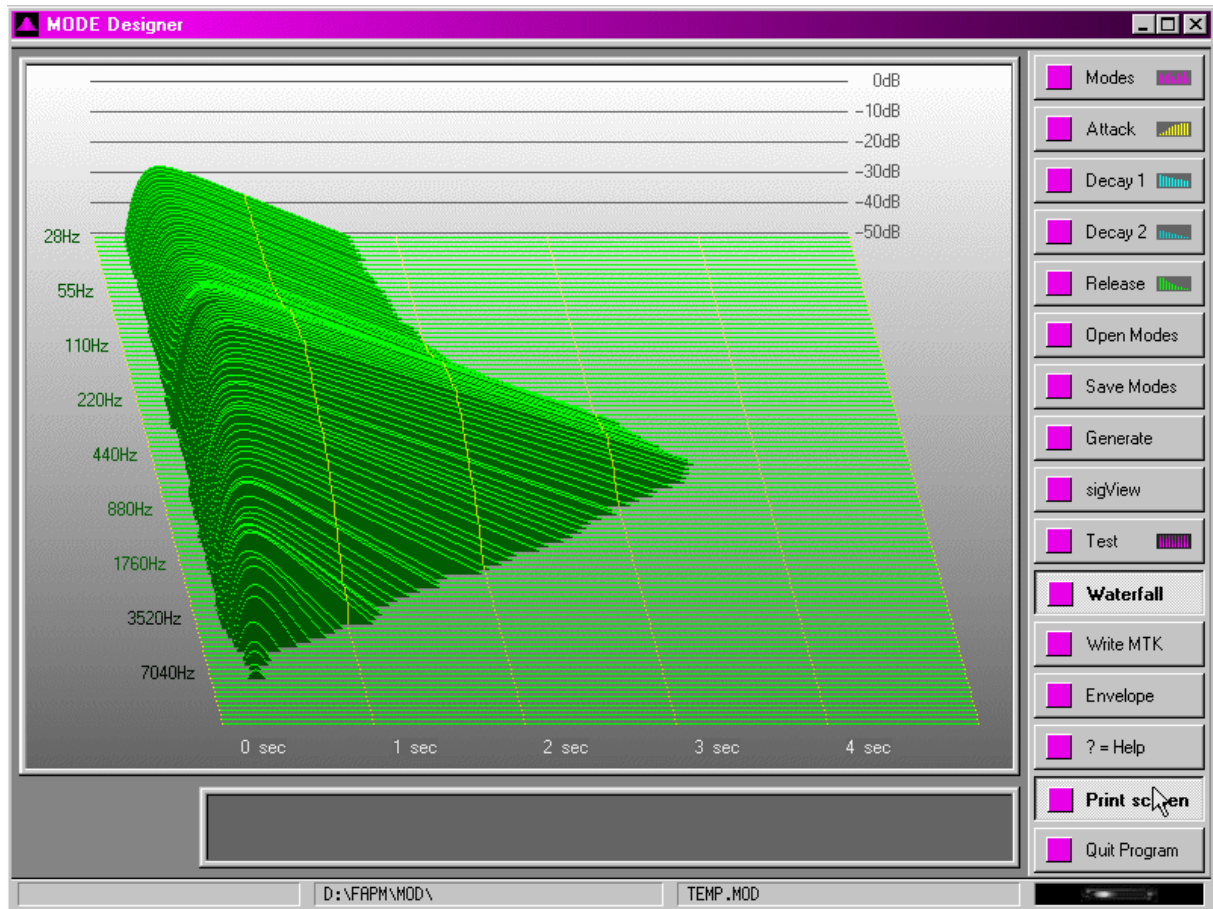 MODE Designer
0dB
-10dB
-20dB
-30dB
-40dB
-50dB
28Hz
55Hz
110Hz
220Hz
440Hz
880Hz
1760Hz
3520Hz
7040Hz
0 sec
1 sec
2 sec
3 sec
4 sec
Modes
Attack
Decay 1
Decay 2
Release
Open Modes
Save Modes
Generate
sigView
Test
Waterfall
Write MTK
Envelope
? = Help
Print screen
Quit Program
D:\FAPM\MOD\
TEMP.MOD